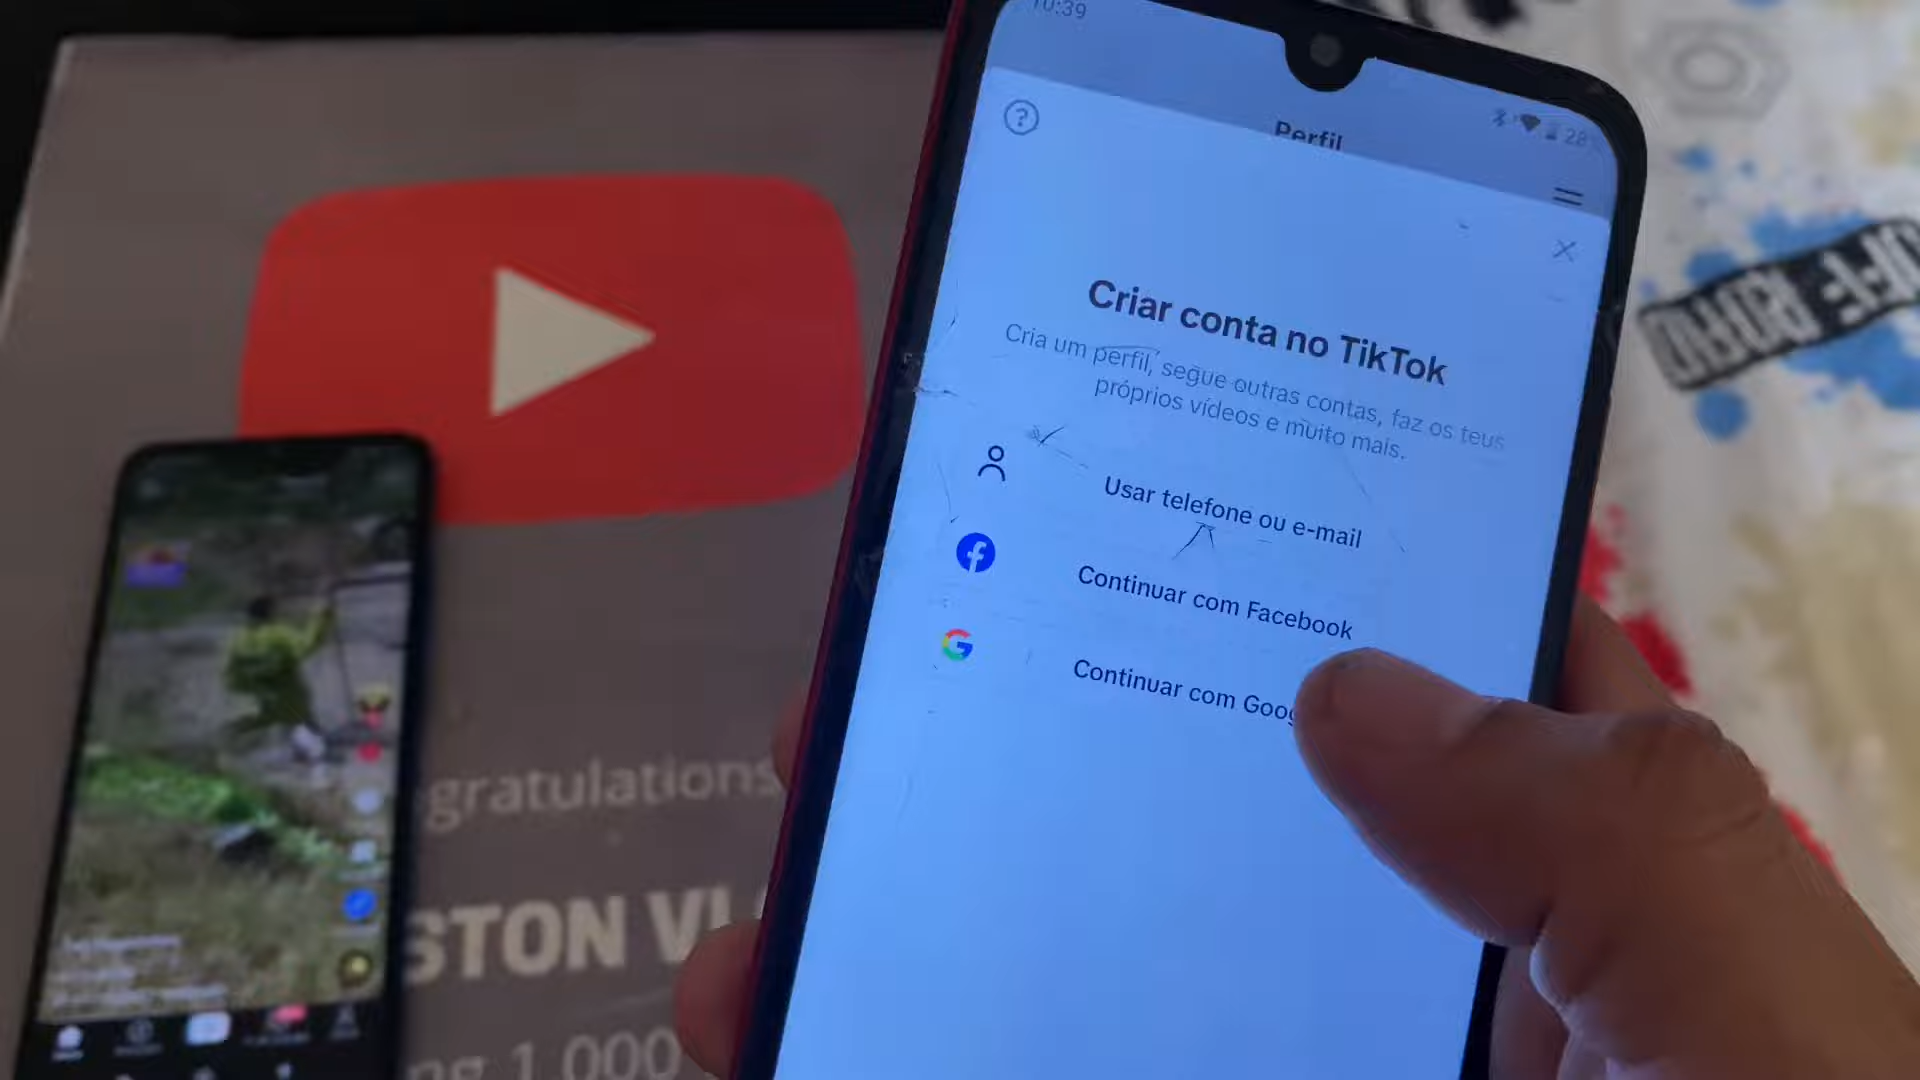 10:39
28
Perfil
Criar conta no TikTok
Cria um perfil, segue outras contas, faz os teus
próprios vídeos e muito mais.
Usar telefone ou e-mail
Continuar com Facebook
Continuar com Goog
gratulations
STON VL
1,000